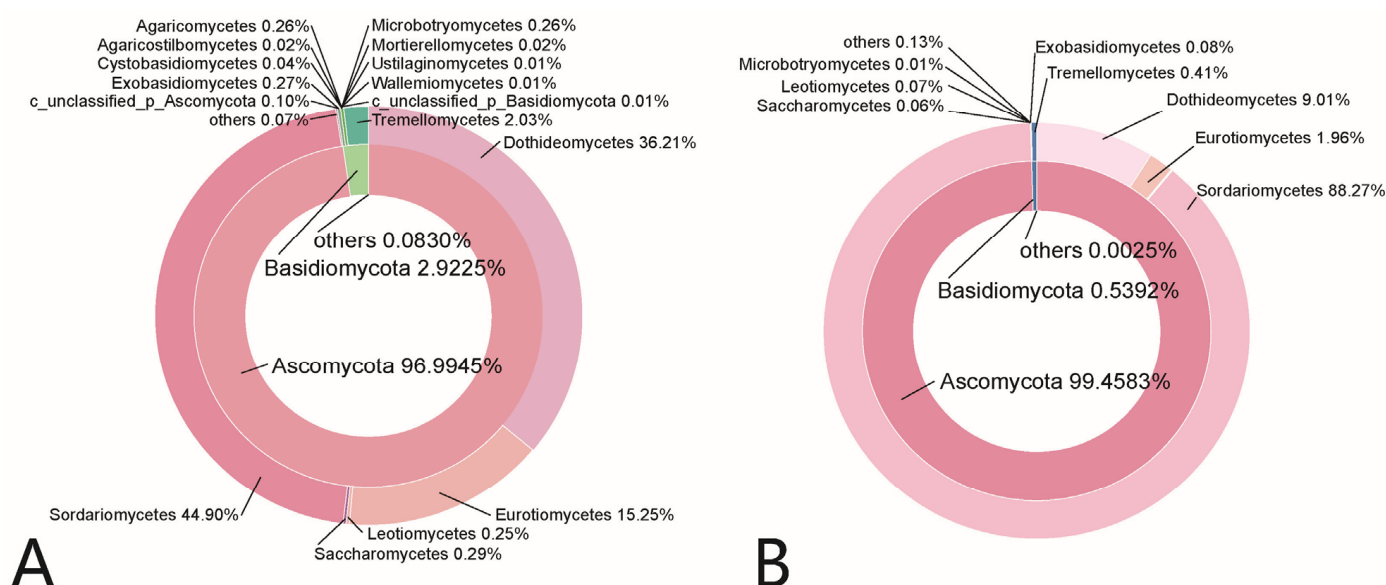 Agaricomycetes 0.26%
Agaricostilbomycetes 0.02%
Cystobasidiomycetes 0.04%
Exobasidiomycetes 0.27%
c_unclassified_p_Ascomycota 0.10%
others 0.07%
Microbotryomycetes 0.26%
Mortierellomycetes 0.02%
Ustilaginomycetes 0.01%
Wallemiomycetes 0.01%
c_unclassified_p_Basidiomycota 0.01%
Tremellomycetes 2.03%
Dothideomycetes 36.21%
others 0.0830%
Basidiomycota 2.9225%
Ascomycota 96.9945%
Sordariomycetes 44.90%
Eurotiomycetes 15.25%
Leotiomycetes 0.25%
Saccharomycetes 0.29%
A
others 0.13%
Microbotryomycetes 0.01%
Leotiomycetes 0.07%
Saccharomycetes 0.06%
Exobasidiomycetes 0.08%
Tremellomycetes 0.41%
Dothideomycetes 9.01%
Eurotiomycetes 1.96%
Sordariomycetes 88.27%
others 0.0025%
Basidiomycota 0.5392%
Ascomycota 99.4583%
B